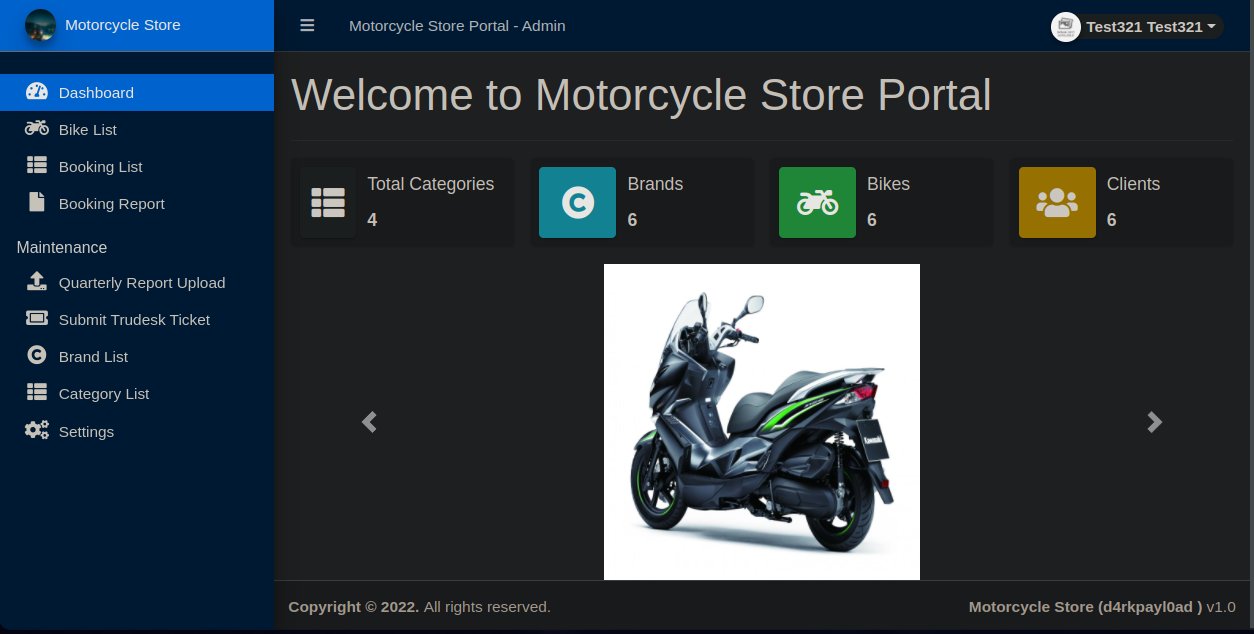 Motorcycle Store
Motorcycle Store Portal - Admin
Test321 Test321
Dashboard
Bike List
Booking List
Booking Report
Maintenance
Quarterly Report Upload
Submit Trudesk Ticket
Brand List
Category List
Settings
Welcome to Motorcycle Store Portal
Total Categories
4
Brands
6
Bikes
6
Clients
6
Kawasaki
Copyright © 2022. All rights reserved.
Motorcycle Store (d4rkpayl0ad ) v1.0